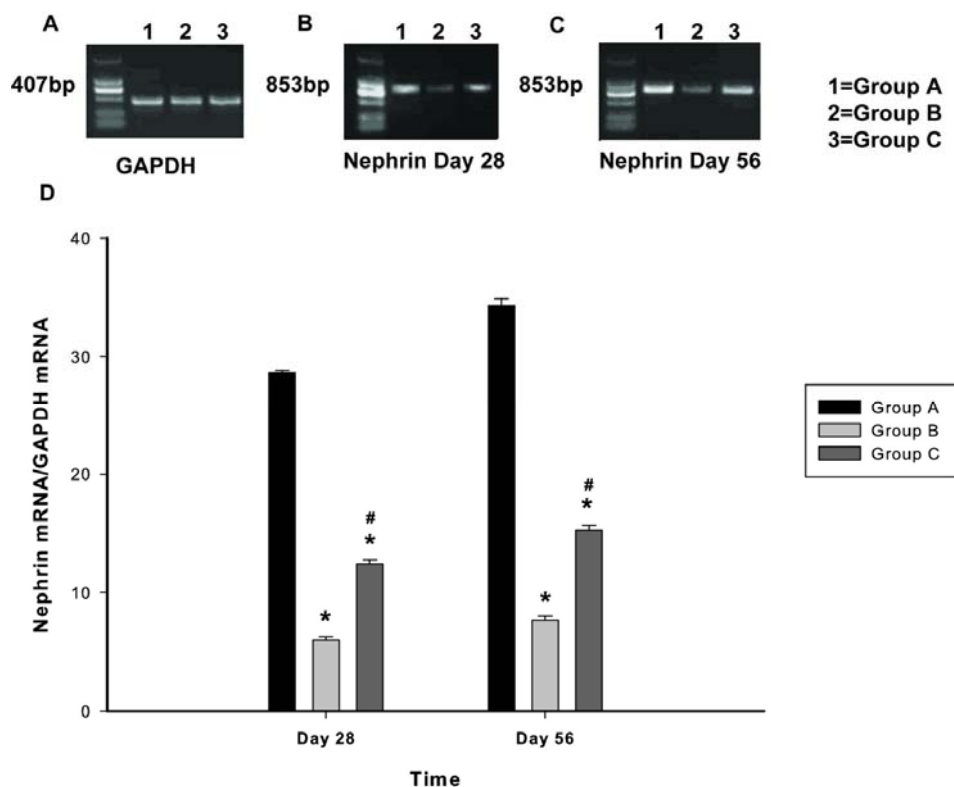 A
1 2 3
407bp
GAPDH
B
1 2 3
853bp
Nephrin Day 28
C
1 2 3
853bp
Nephrin Day 56
1=Group A
2=Group B
3=Group C
D
Nephrin mRNA/GAPDH mRNA
40
30
20
10
0
*
#
*
*
#
*
Day 28
Day 56
Time
Group A
Group B
Group C